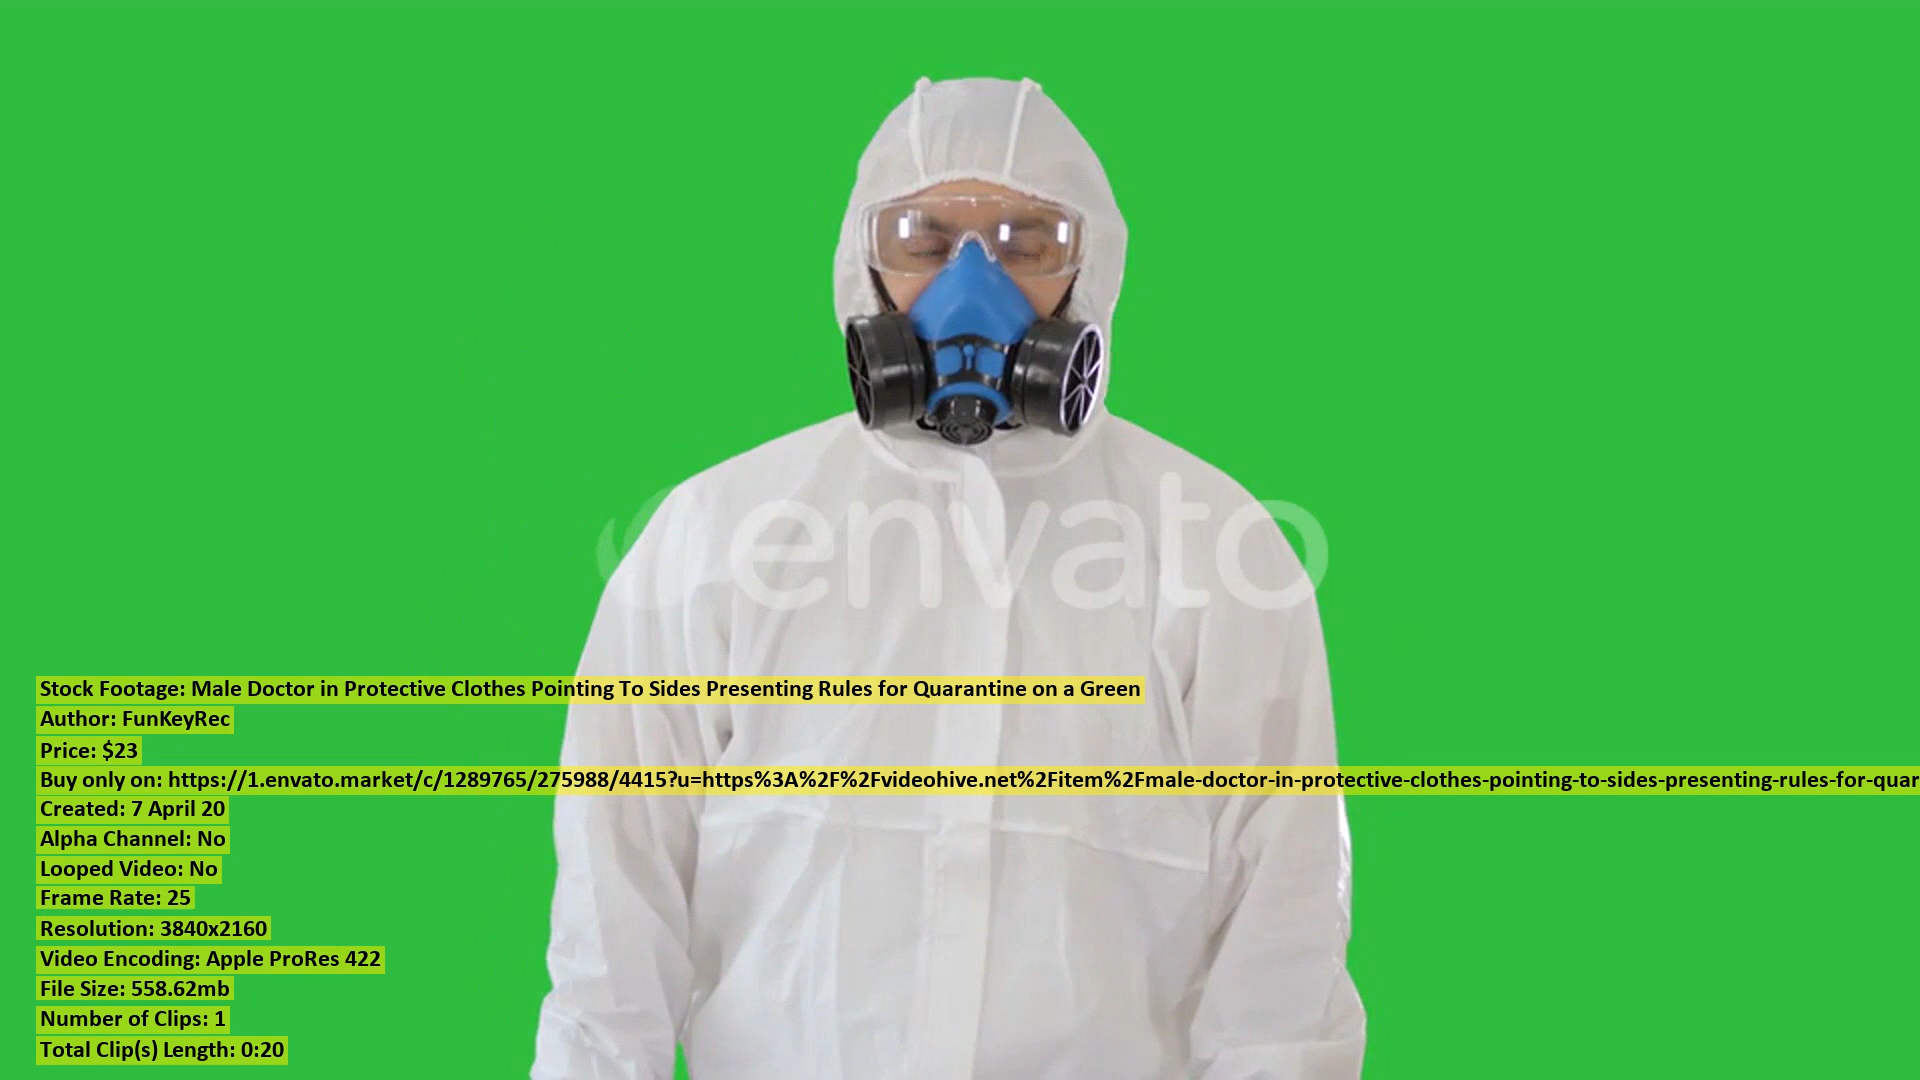 envato
Stock Footage: Male Doctor in Protective Clothes Pointing To Sides Presenting Rules for Quarantine on a Green
Author: FunKeyRec
Price: $23
Buy only on: https://1.envato.market/c/1289765/275988/4415?u=https%3A%2F%2Fvideohive.net%2Fitem%2Fmale-doctor-in-protective-clothes-pointing-to-sides-presenting-rules-for-quar
Created: 7 April 20
Alpha Channel: No
Looped Video: No
Frame Rate: 25
Resolution: 3840x2160
Video Encoding: Apple ProRes 422
File Size: 558.62mb
Number of Clips: 1
Total Clip(s) Length: 0:20